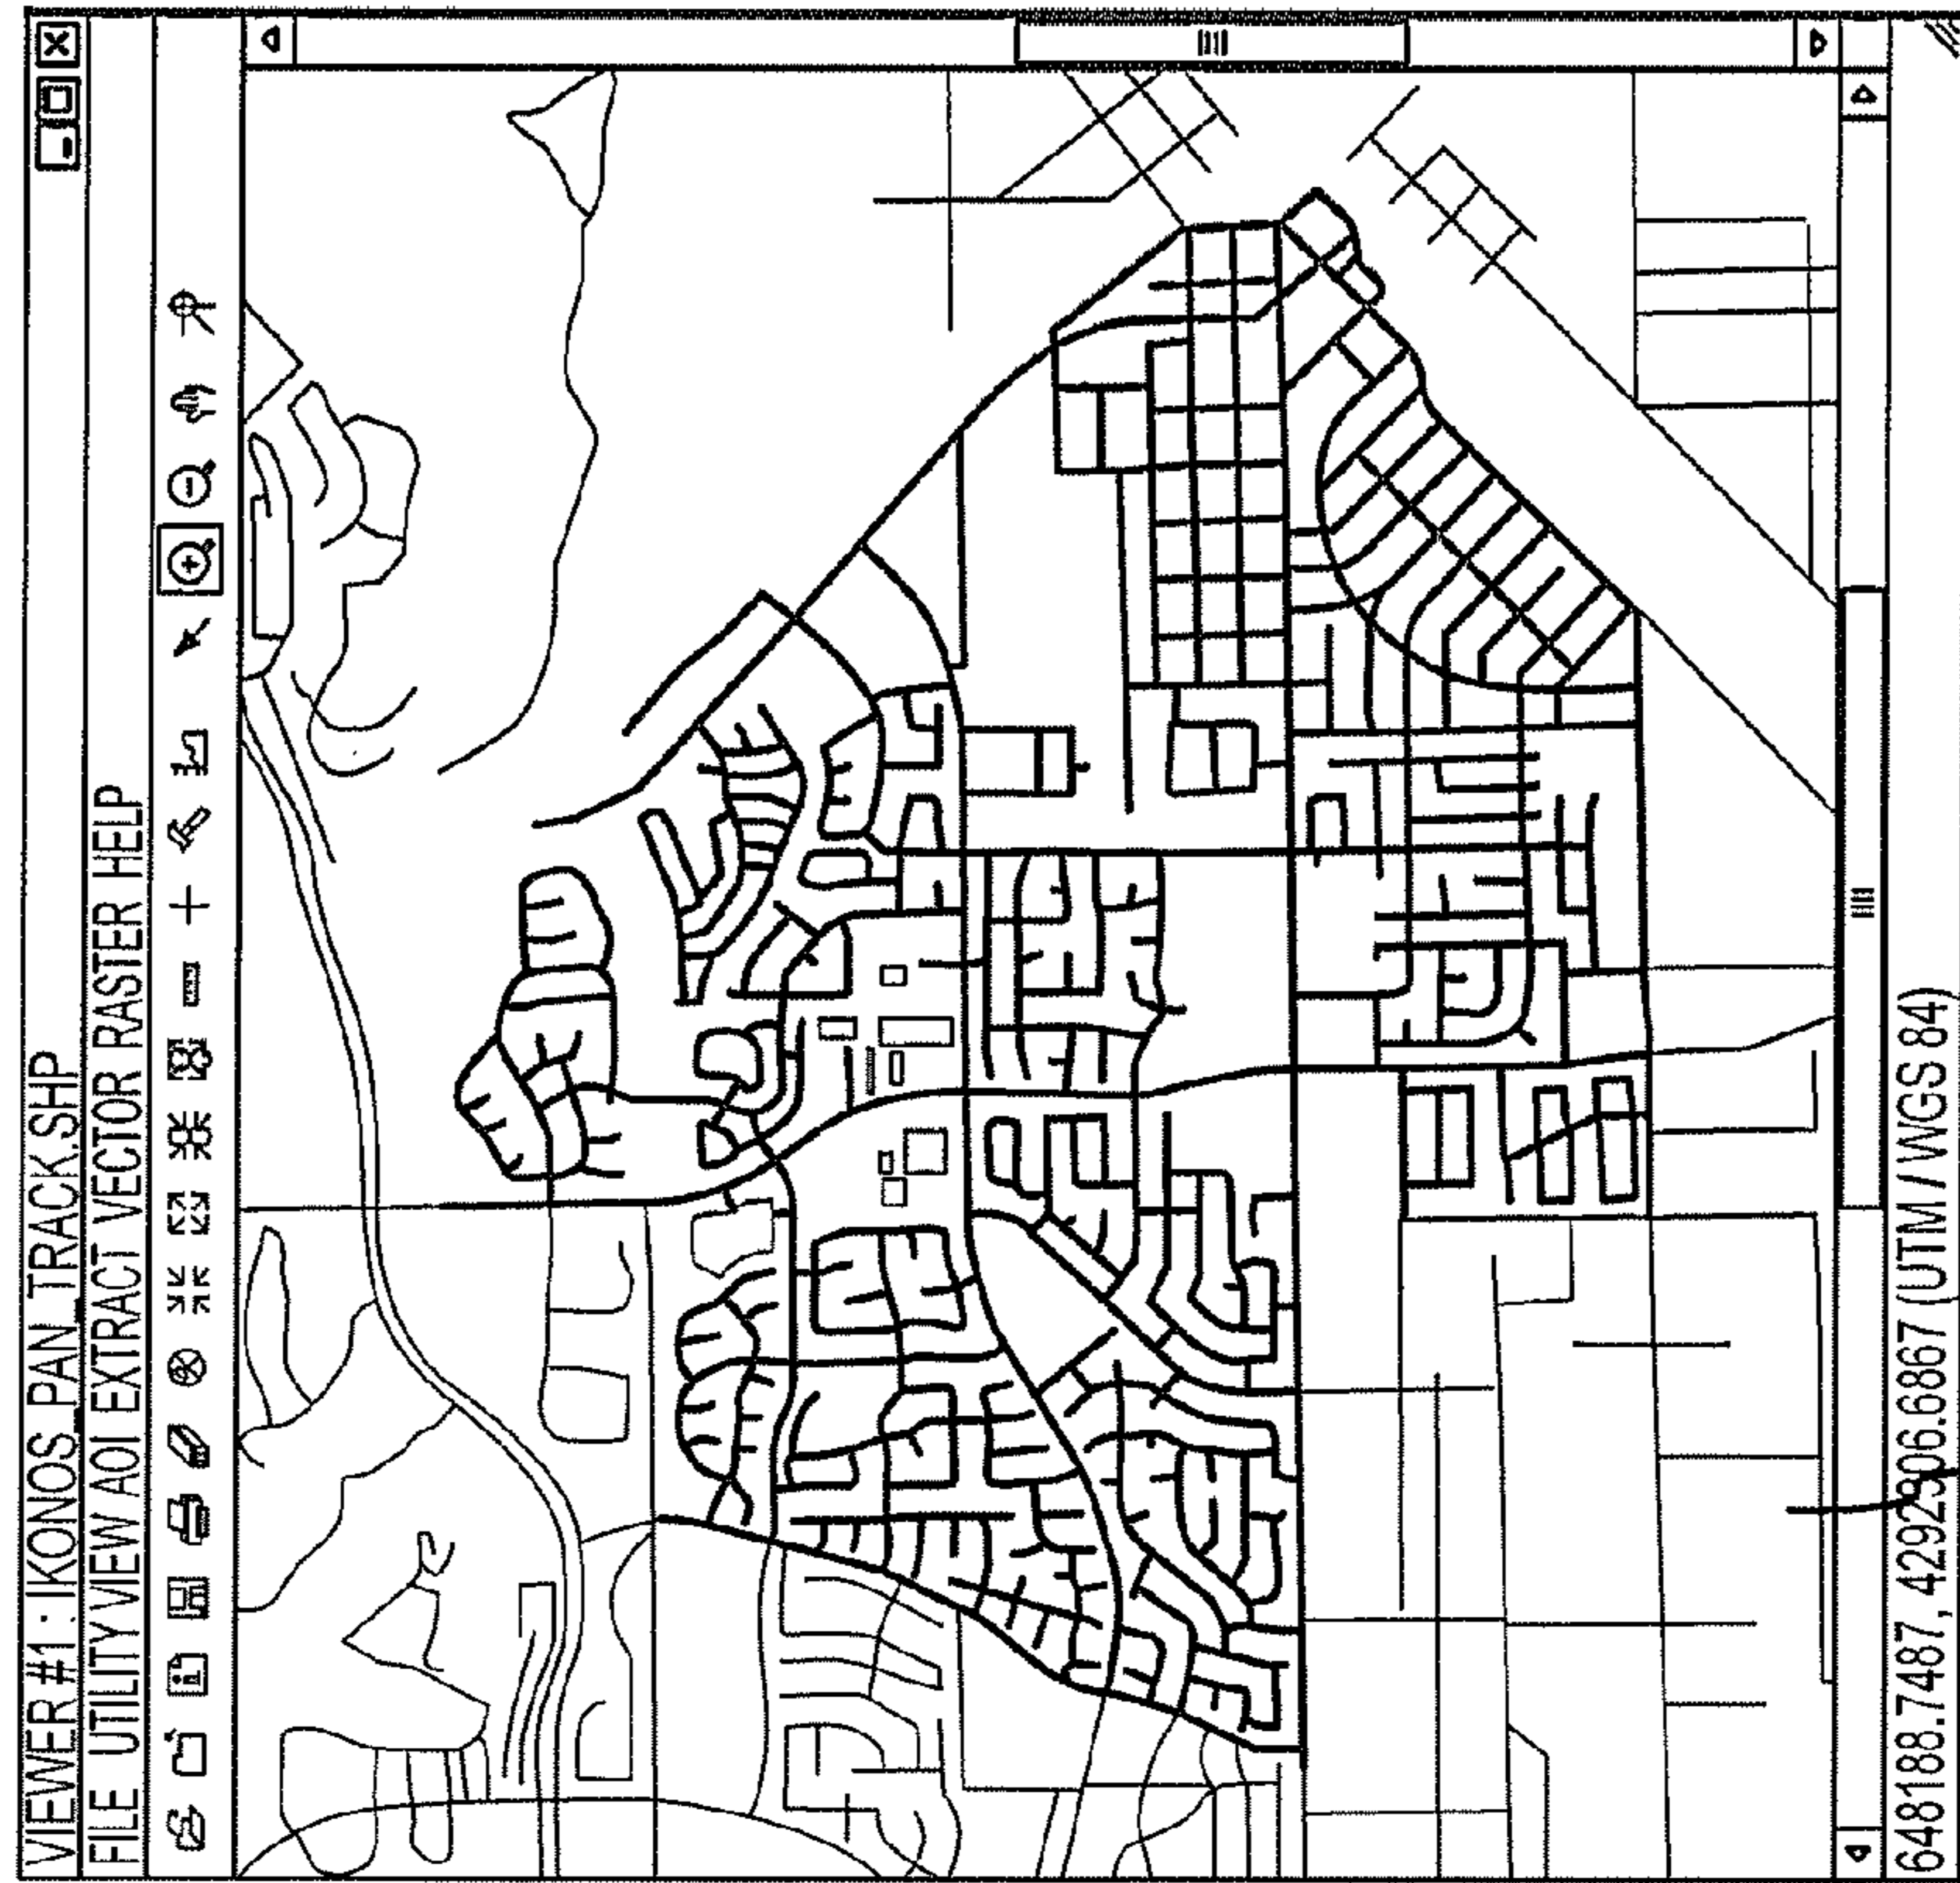 VIEWER #1 : IKONOS_PAN_TRACK.SHP
FILE UTILITY VIEW AOI EXTRACT VECTOR RASTER HELP
648188.7487, 4292906.6867 (UTM / WGS 84)